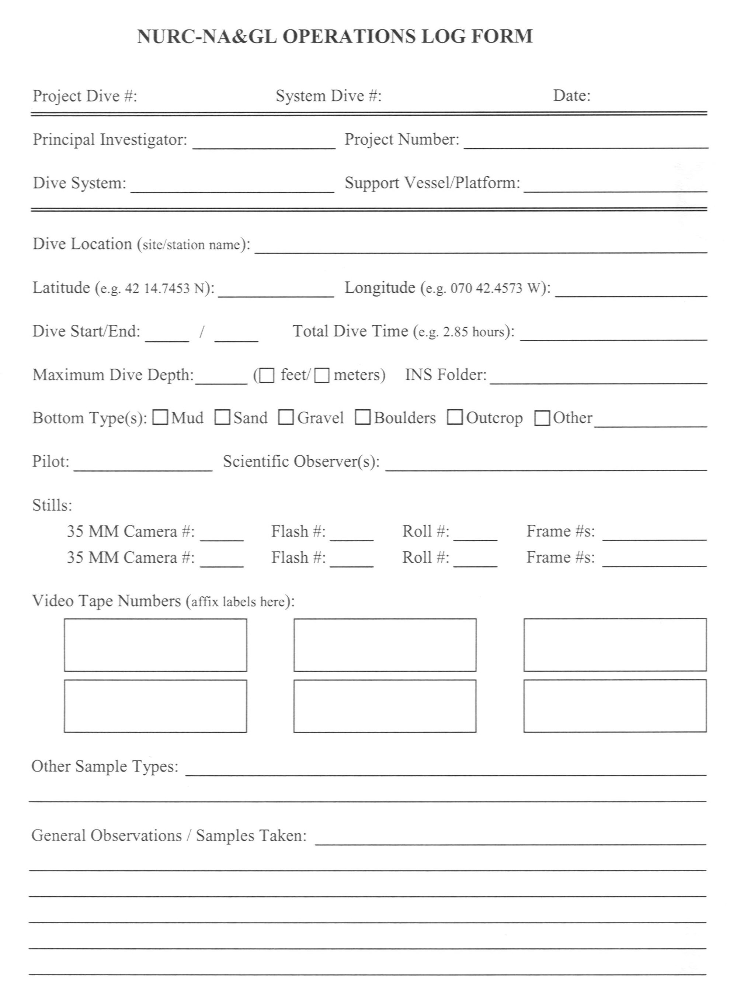 NURC-NA&GL OPERATIONS LOG FORM
Project Dive #: System Dive #: Date:
Principal Investigator: Project Number:
Dive System: Support Vessel/Platform:
Dive Location (site/station name):
Latitude (e.g. 42 14.7453 N): Longitude (e.g. 070 42.4573 W):
Dive Start/End: / Total Dive Time (e.g. 2.85 hours):
Maximum Dive Depth: (☐ feet/☐ meters) INS Folder:
Bottom Type(s): ☐Mud ☐Sand ☐Gravel ☐Boulders ☐Outcrop ☐Other
Pilot: Scientific Observer(s):
Stills:
35 MM Camera #: Flash #: Roll #: Frame #s:
35 MM Camera #: Flash #: Roll #: Frame #s:
Video Tape Numbers (affix labels here):
Other Sample Types:
General Observations / Samples Taken: